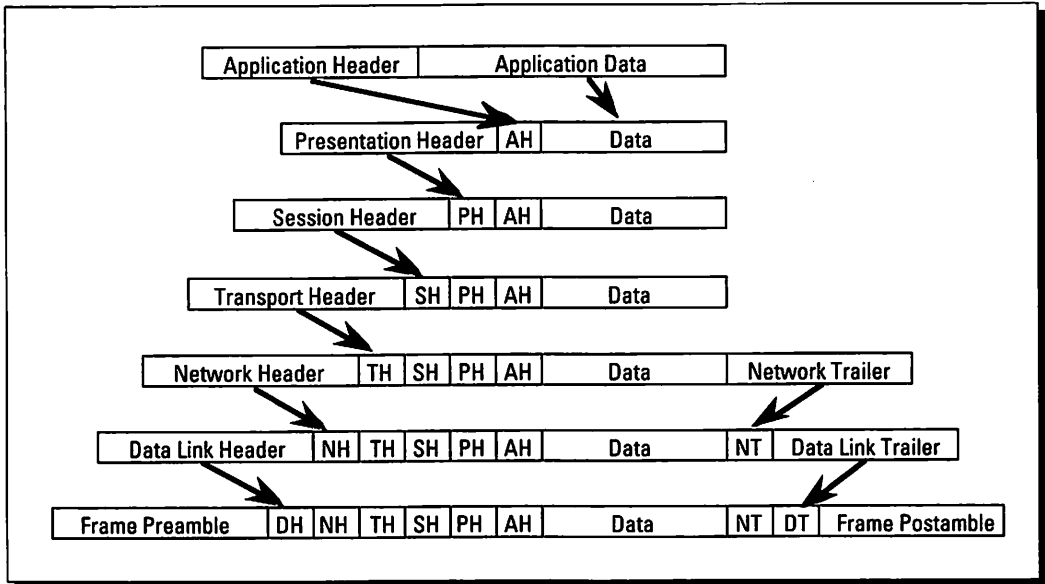 Application Header Application Data
Presentation Header AH Data
Session Header PH AH Data
Transport Header SH PH AH Data
Network Header TH SH PH AH Data Network Trailer
Data Link Header NH TH SH PH AH Data NT Data Link Trailer
Frame Preamble DH NH TH SH PH AH Data NT DT Frame Postamble